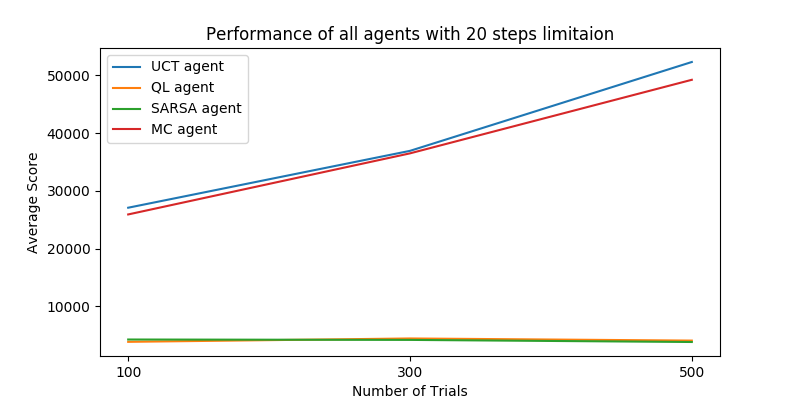 Performance of all agents with 20 steps limitaion
UCT agent
QL agent
SARSA agent
MC agent
50000
40000
30000
20000
10000
Average Score
100
300
500
Number of Trials